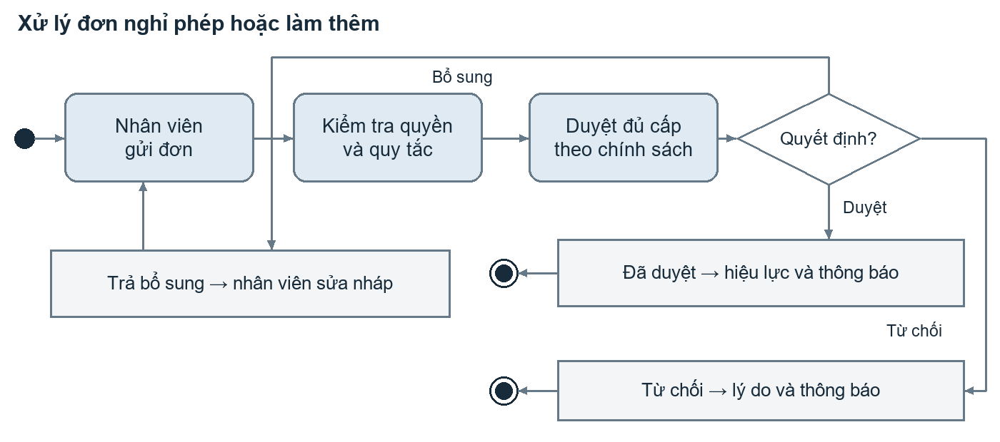 Xử lý đơn nghỉ phép hoặc làm thêm
Bổ sung
Nhân viên
gửi đơn
Kiểm tra quyền
và quy tắc
Duyệt đủ cấp
theo chính sách
Quyết định?
Duyệt
Trả bổ sung → nhân viên sửa nháp
Đã duyệt → hiệu lực và thông báo
Từ chối
Từ chối → lý do và thông báo